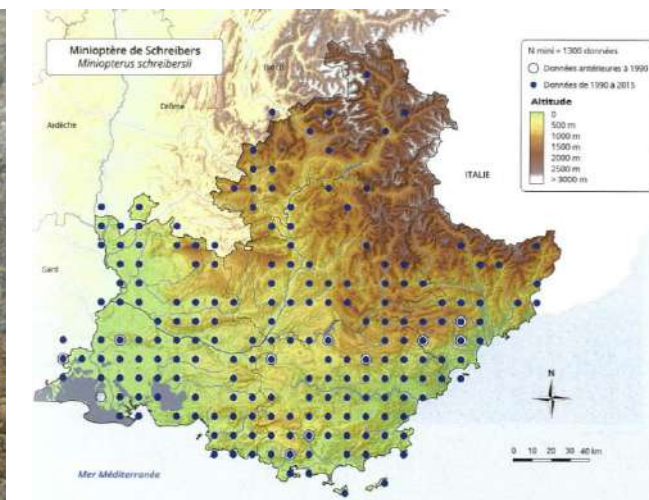 Minioptère de Schreibers
Miniopterus schreibersii
N mini = 1300 données
Données antérieures à 1990
Données de 1990 à 2015
Altitude
0
500 m
1000 m
1500 m
2000 m
2500 m
> 3000 m
Drôme
Ardèche
ITALIE
Gard
N
0 10 20 30 40 km
Mer Méditerranée